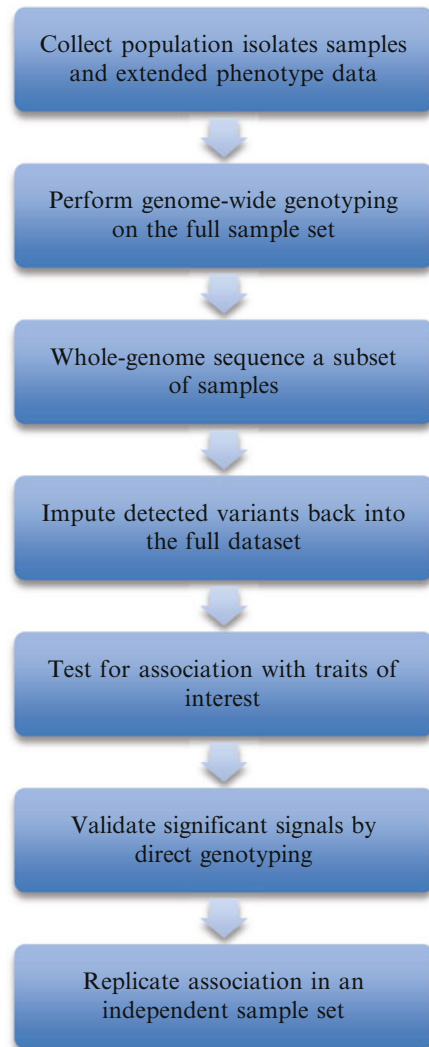 Collect population isolates samples
and extended phenotype data
Perform genome-wide genotyping
on the full sample set
Whole-genome sequence a subset
of samples
Impute detected variants back into
the full dataset
Test for association with traits of
interest
Validate significant signals by
direct genotyping
Replicate association in an
independent sample set